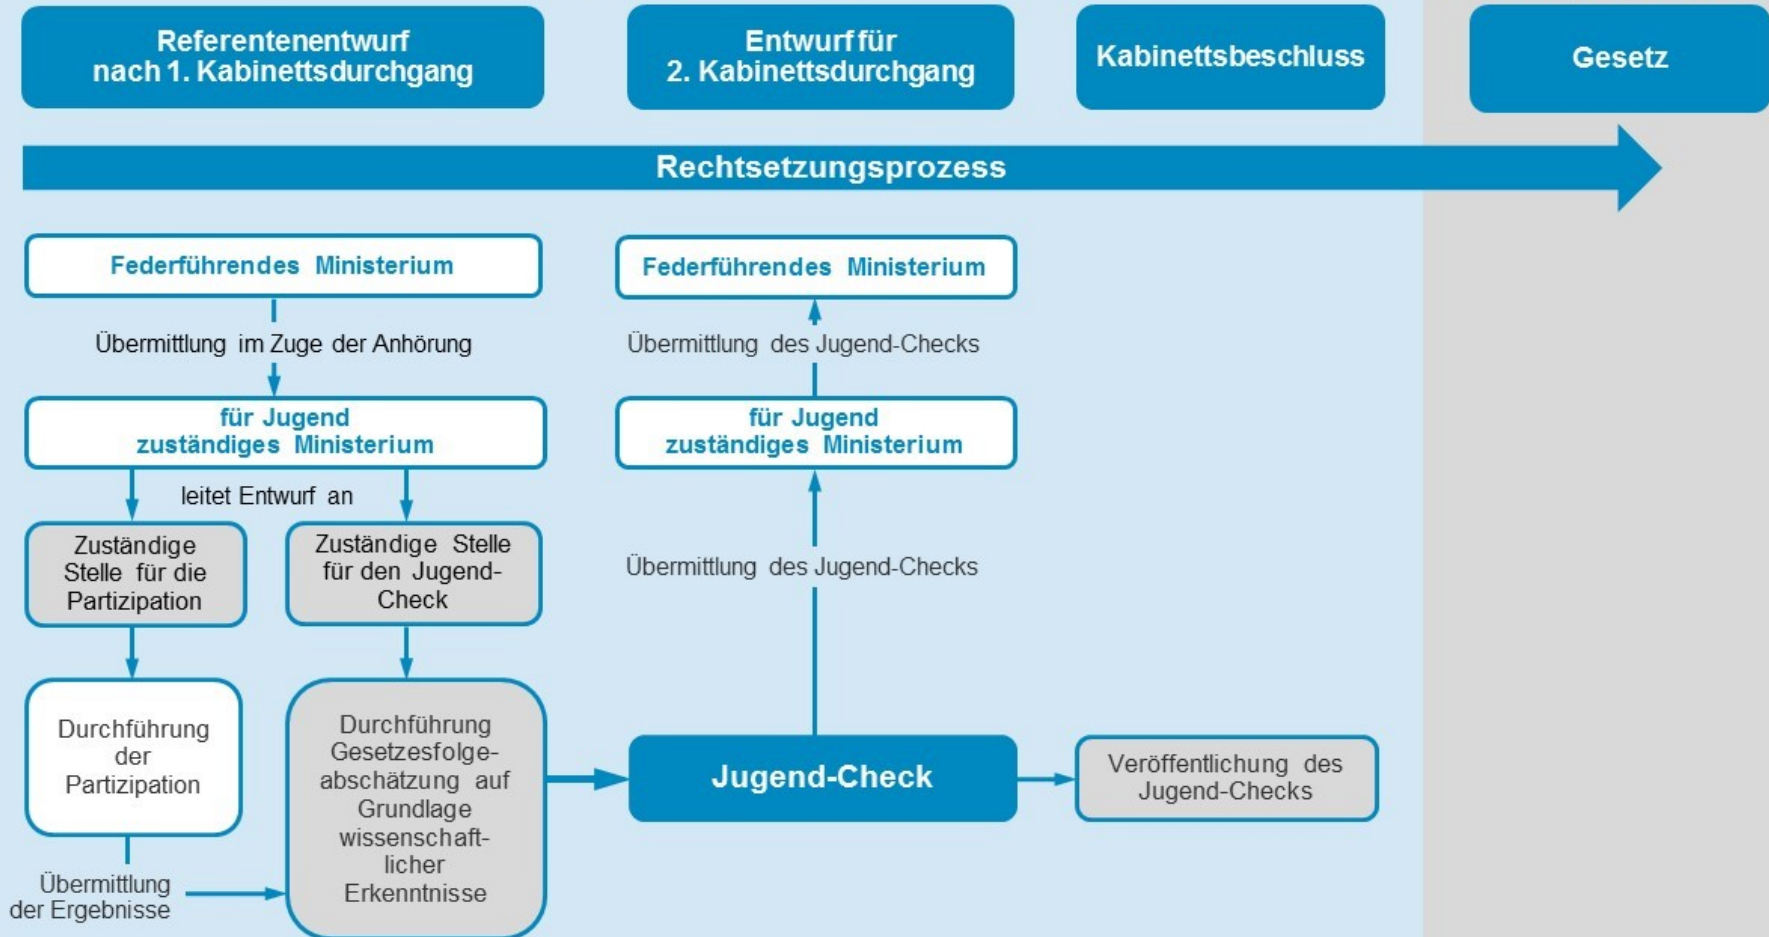 Referentenentwurf
nach 1. Kabinettsdurchgang
Entwurf für
2. Kabinettsdurchgang
Kabinettsbeschluss
Gesetz
Rechtsetzungsprozess
Federführendes Ministerium
Übermittlung im Zuge der Anhörung
für Jugend
zuständiges Ministerium
leitet Entwurf an
Zuständige
Stelle für die
Partizipation
Zuständige Stelle
für den Jugend-
Check
Durchführung
der
Partizipation
Übermittlung
der Ergebnisse
Durchführung
Gesetzesfolge-
abschätzung auf
Grundlage
wissenschaft-
licher
Erkenntnisse
Federführendes Ministerium
Übermittlung des Jugend-Checks
für Jugend
zuständiges Ministerium
Übermittlung des Jugend-Checks
Jugend-Check
Veröffentlichung des
Jugend-Checks